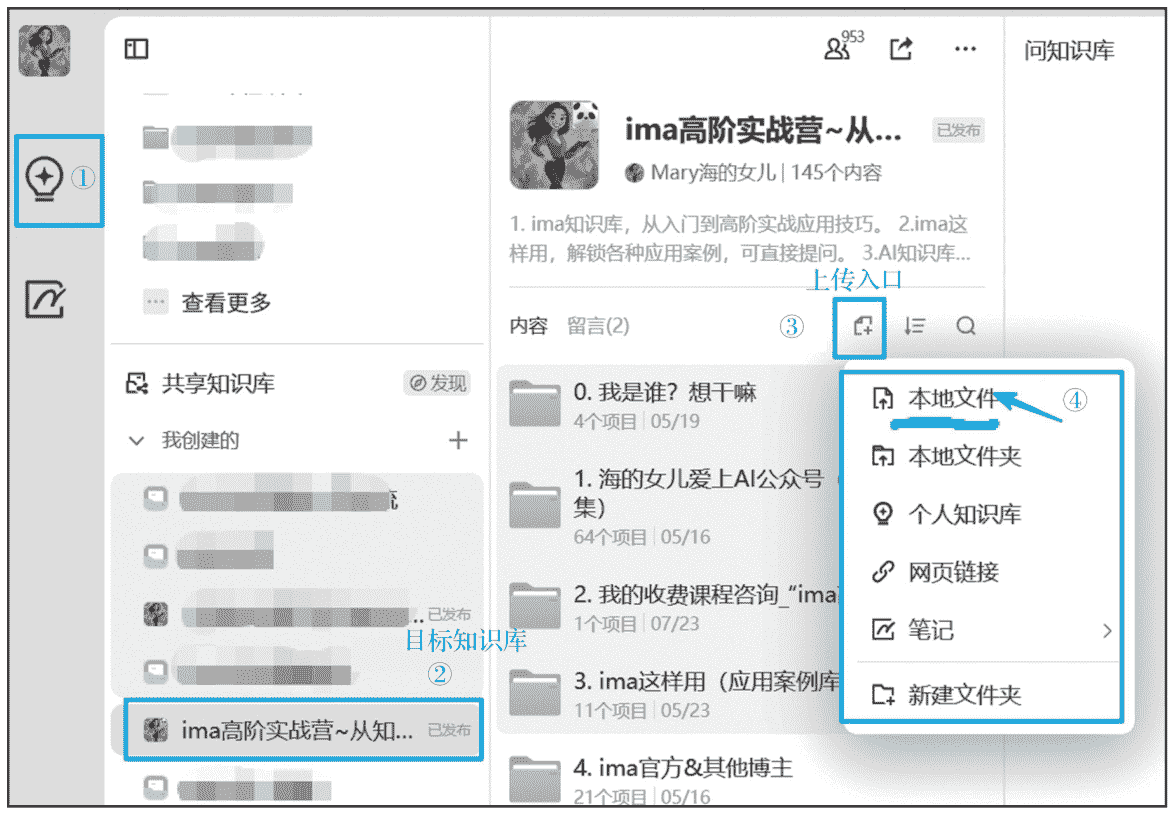 953
问知识库
ima高阶实战营~从...
已发布
Mary海的女儿 | 145个内容
①
1. ima知识库，从入门到高阶实战应用技巧。 2.ima这
样用，解锁各种应用案例，可直接提问。 3.AI知识库...
查看更多
上传入口
内容 留言(2)
③
共享知识库
发现
我创建的
0. 我是谁？想干嘛
4个项目 | 05/19
1. 海的女儿爱上AI公众号（
集）
64个项目 | 05/16
2. 我的收费课程咨询_“ima
1个项目 | 07/23
3. ima这样用（应用案例库
11个项目 | 05/23
4. ima官方&其他博主
21个项目 | 05/16
本地文件
④
本地文件夹
个人知识库
网页链接
笔记
新建文件夹
.. 已发布
目标知识库
②
ima高阶实战营~从知...
已发布